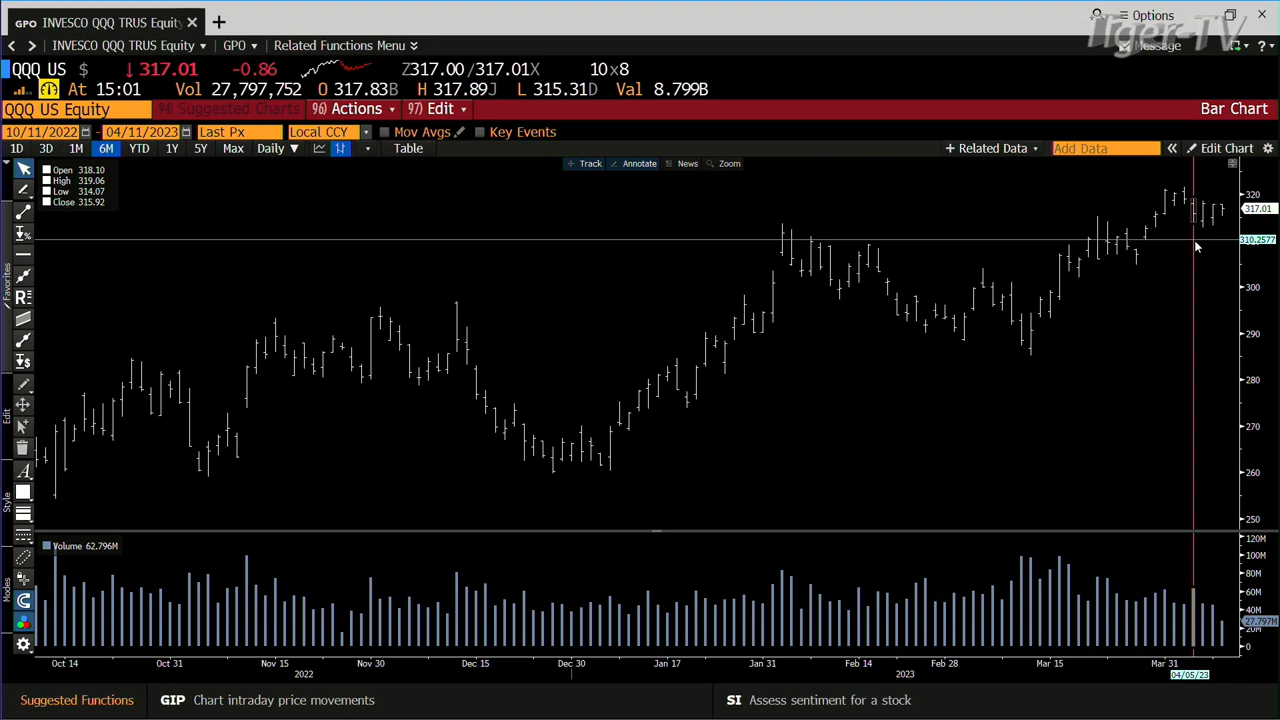 GPO INVESCO QQQ TRUS Equity
Options
INVESCO QQQ TRUS Equity GPO Related Functions Menu Message
Tiger-TV
QQQ US $ ↓317.01 -0.86 Z317.00/317.01X 10x8
At 15:01 Vol 27,797,752 O 317.83B H 317.89J L 315.31D Val 8.799B
QQQ US Equity 94) Suggested Charts 96) Actions 97) Edit Bar Chart
10/11/2022 - 04/11/2023 Last Px Local CCY Mov Avgs Key Events
1D 3D 1M 6M YTD 1Y 5Y Max Daily ▼ Table + Related Data Add Data « Edit Chart
Track Annotate News Zoom
Open 318.10
High 319.06
Low 314.07
Close 315.92
320
317.01
310.2577
300
290
280
270
260
250
Favorites
Edit
Style
Modes
Volume 62.796M
120M
100M
80M
60M
40M
27.797M
20M
0
Oct 14 Oct 31 Nov 15 Nov 30 Dec 15 Dec 30 Jan 17 Jan 31 Feb 14 Feb 28 Mar 15 Mar 31
2022 2023 04/05/23
Suggested Functions GIP Chart intraday price movements SI Assess sentiment for a stock